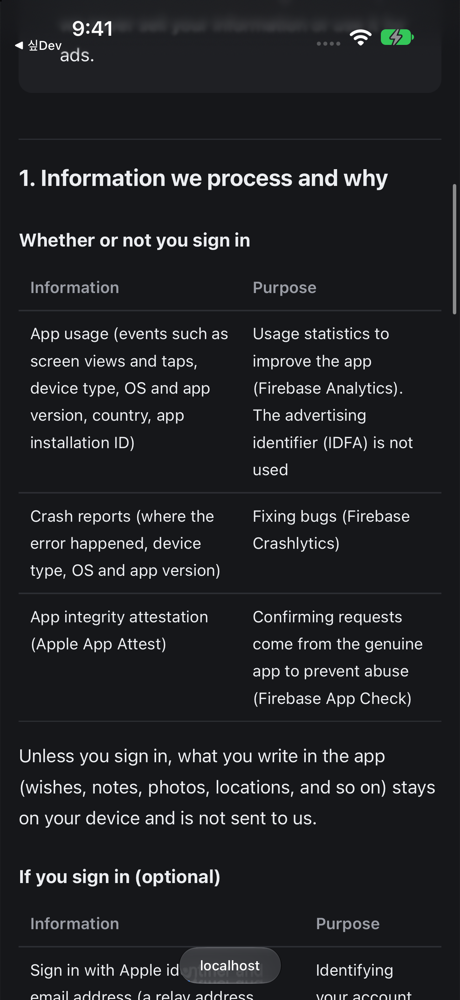 9:41
◀ 싶Dev
ads.
1. Information we process and why
Whether or not you sign in
Information
Purpose
App usage (events such as
screen views and taps,
device type, OS and app
version, country, app
installation ID)
Usage statistics to
improve the app
(Firebase Analytics).
The advertising
identifier (IDFA) is not
used
Crash reports (where the
error happened, device
type, OS and app version)
Fixing bugs (Firebase
Crashlytics)
App integrity attestation
(Apple App Attest)
Confirming requests
come from the genuine
app to prevent abuse
(Firebase App Check)
Unless you sign in, what you write in the app
(wishes, notes, photos, locations, and so on) stays
on your device and is not sent to us.
If you sign in (optional)
Information
Purpose
Sign in with Apple
email address (a relay address
Identifying
your account
localhost